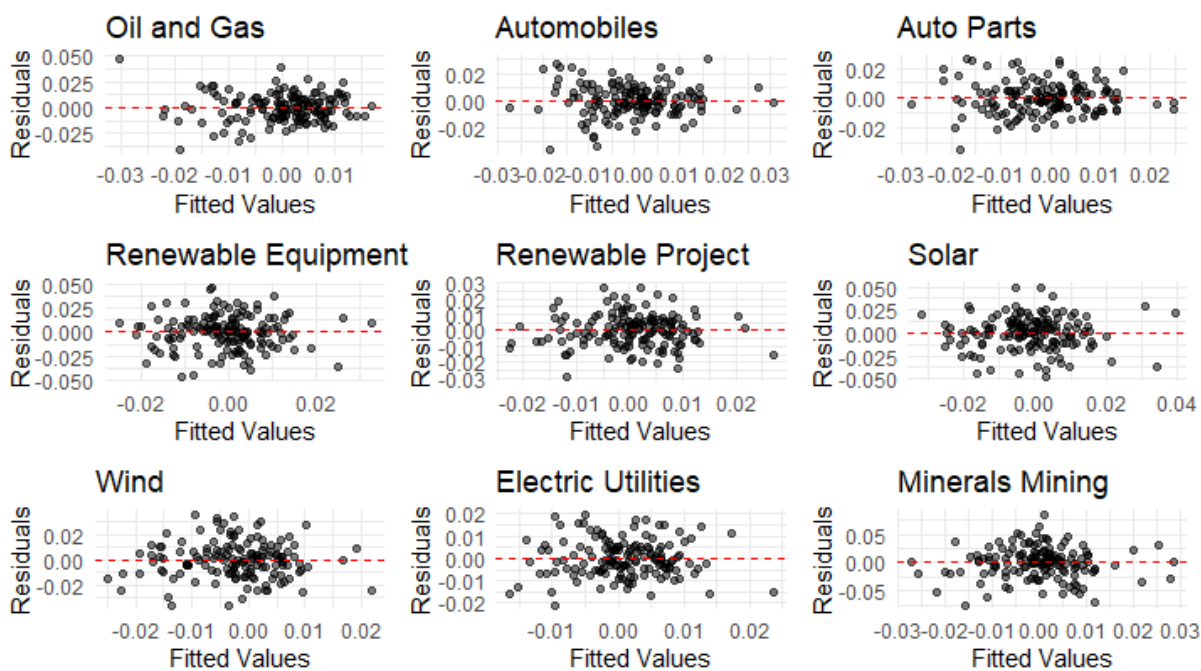 Oil and Gas
Residuals
0.050
0.025
0.000
-0.025
-0.03 -0.02 -0.01 0.00 0.01
Fitted Values
Automobiles
Residuals
0.02
0.00
-0.02
-0.03 -0.02 -0.01 0.00 0.01 0.02 0.03
Fitted Values
Auto Parts
Residuals
0.02
0.00
-0.02
-0.03 -0.02 -0.01 0.00 0.01 0.02
Fitted Values
Renewable Equipment
Residuals
0.050
0.025
0.000
-0.025
-0.050
-0.02 0.00 0.02
Fitted Values
Renewable Project
Residuals
0.03
0.02
0.01
0.00
-0.01
-0.02
-0.03
-0.02 -0.01 0.00 0.01 0.02
Fitted Values
Solar
Residuals
0.050
0.025
0.000
-0.025
-0.050
-0.02 0.00 0.02 0.04
Fitted Values
Wind
Residuals
0.02
0.00
-0.02
-0.02 -0.01 0.00 0.01 0.02
Fitted Values
Electric Utilities
Residuals
0.02
0.01
0.00
-0.01
-0.02
-0.01 0.00 0.01 0.02
Fitted Values
Minerals Mining
Residuals
0.05
0.00
-0.05
-0.03 -0.02 -0.01 0.00 0.01 0.02 0.03
Fitted Values